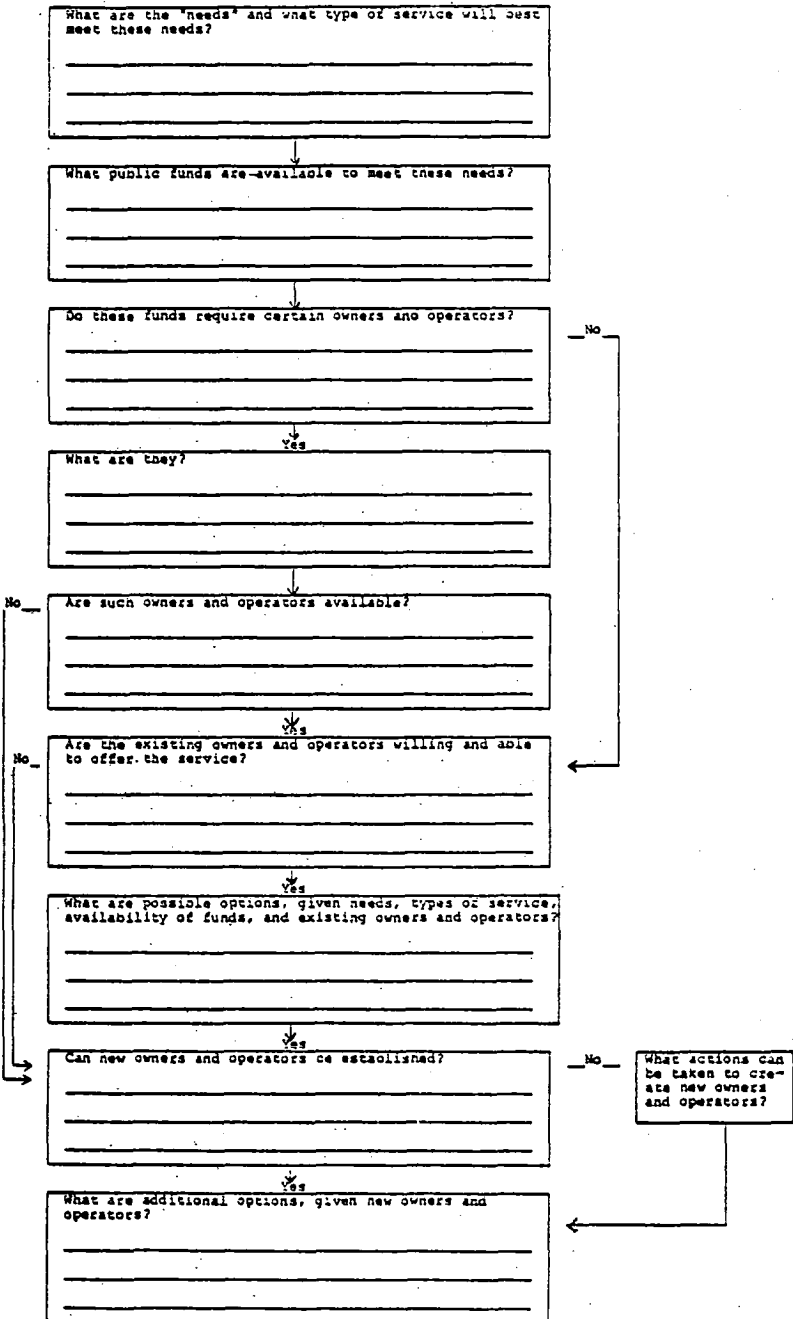 What are the "needs" and what type of service will best
meet these needs?
What public funds are available to meet these needs?
Do these funds require certain owners and operators?
No
Yes
What are they?
No
Are such owners and operators available?
Yes
No
Are the existing owners and operators willing and able
to offer the service?
Yes
What are possible options, given needs, types of service,
availability of funds, and existing owners and operators?
Yes
Can new owners and operators be established?
No
What actions can
be taken to cre-
ate new owners
and operators?
Yes
What are additional options, given new owners and
operators?